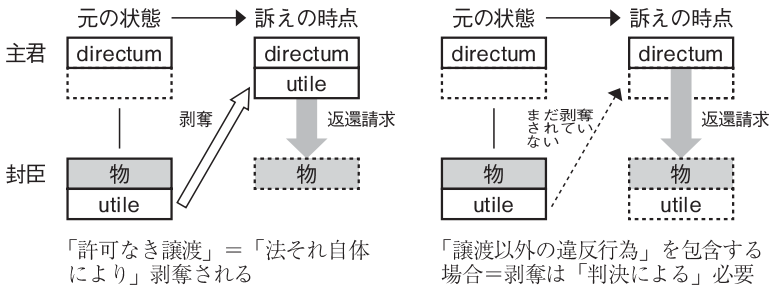 元の状態 訴えの時点
主君 directum directum
utile
剥奪
返還請求
封臣 物 物
utile
「許可なき譲渡」＝「法それ自体
により」剥奪される
元の状態 訴えの時点
directum directum
まだ剥奪
されてい
ない
返還請求
物 物
utile utile
「譲渡以外の違反行為」を包含する
場合＝剥奪は「判決による」必要